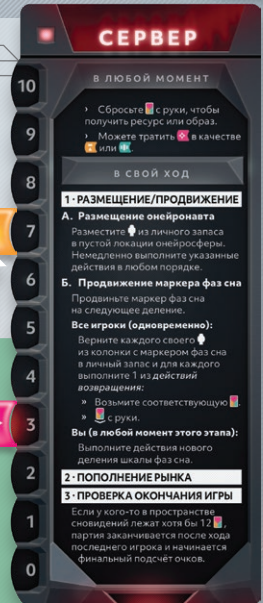 СЕРВЕР
В ЛЮБОЙ МОМЕНТ
› Сбросьте с руки, чтобы
получить ресурс или образ.
› Можете тратить в качестве
или .
В СВОЙ ХОД
1 · РАЗМЕЩЕНИЕ/ПРОДВИЖЕНИЕ
А. Размещение онейронавта
Разместите из личного запаса
в пустой локации онейросферы.
Немедленно выполните указанные
действия в любом порядке.
Б. Продвижение маркера фаз сна
Продвиньте маркер фаз сна
на следующее деление.
Все игроки (одновременно):
Верните каждого своего
из колонки с маркером фаз сна
в личный запас и для каждого
выполните 1 из действий
возвращения:
» Возьмите соответствующую .
» с руки.
Вы (в любой момент этого этапа):
Выполните действия нового
деления шкалы фаз сна.
2 · ПОПОЛНЕНИЕ РЫНКА
3 · ПРОВЕРКА ОКОНЧАНИЯ ИГРЫ
Если у кого-то в пространстве
сновидений лежат хотя бы 12 ,
партия заканчивается после хода
последнего игрока и начинается
финальный подсчёт очков.
10
9
8
7
6
5
4
3
2
1
0